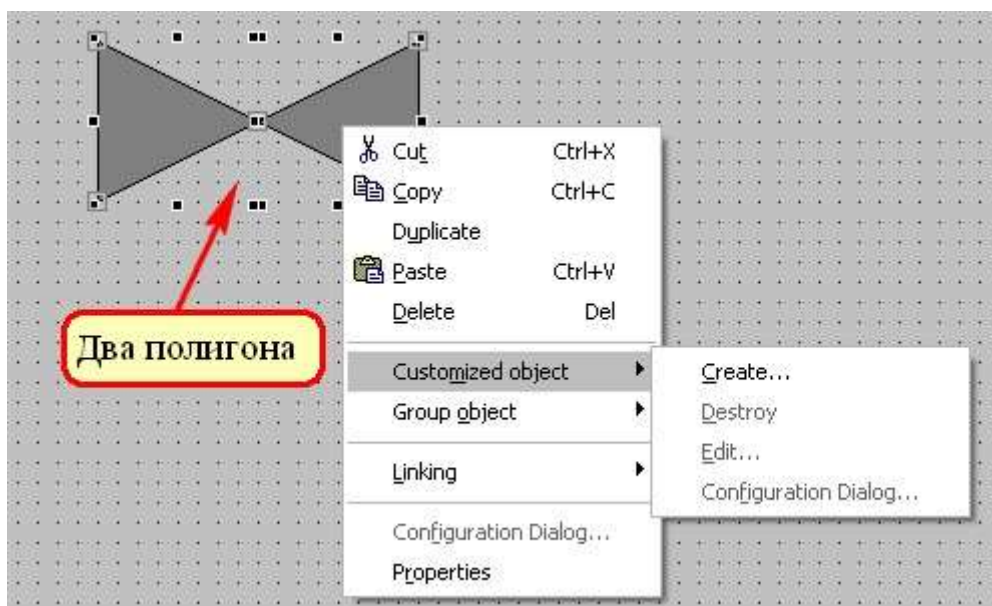 Cut Ctrl+X
Copy Ctrl+C
Duplicate
Paste Ctrl+V
Delete Del
Два полигона
Customized object
Create...
Group object
Destroy
Edit...
Linking
Configuration Dialog...
Configuration Dialog...
Properties